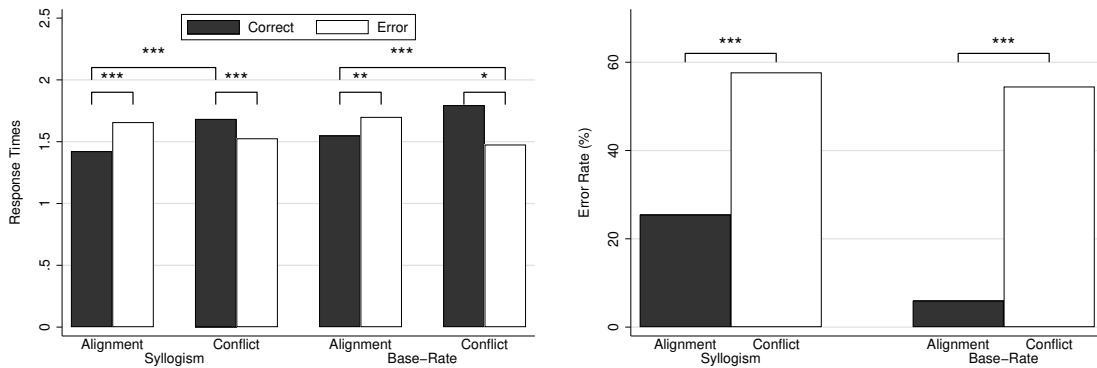 Correct Error
*** ***
*** *** ** *
2.5
2
1.5
1
.5
0
Response Times
Alignment Conflict Alignment Conflict
Syllogism Base−Rate
*** ***
60
40
20
0
Error Rate (%)
Alignment Conflict Alignment Conflict
Syllogism Base−Rate